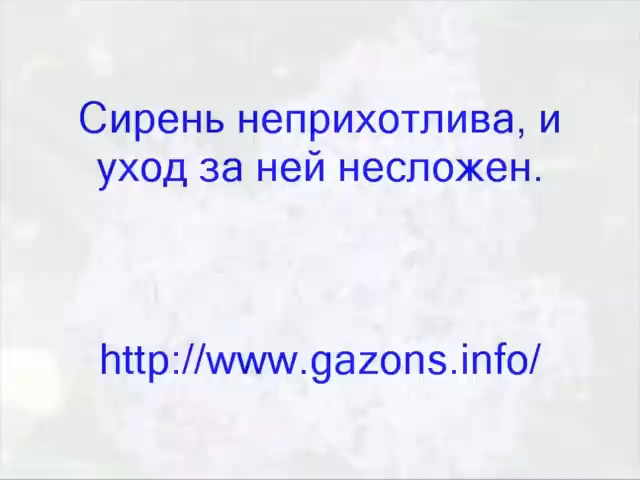 Сирень неприхотлива, и
уход за ней несложен.
http://www.gazons.info/